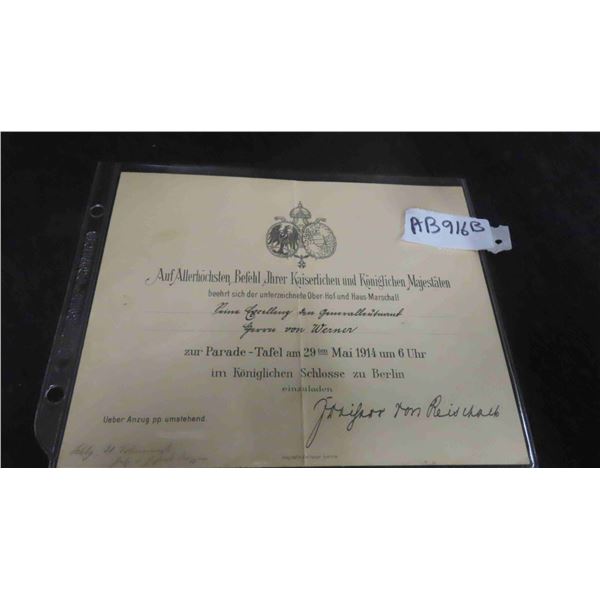 AB916B
Auf Allerhöchsten Befehl Ihrer Kaiserlichen und Königlichen Majestäten
beehrt sich der unterzeichnete Ober-Hof und Haus Marschall
Seine Excellenz den Generalleutnant
Herrn von Werner
zur Parade-Tafel am 29ten Mai 1914 um 6 Uhr
im Königlichen Schlosse zu Berlin
einzuladen
Freiherr von Reischach
Ueber Anzug pp. umstehend.